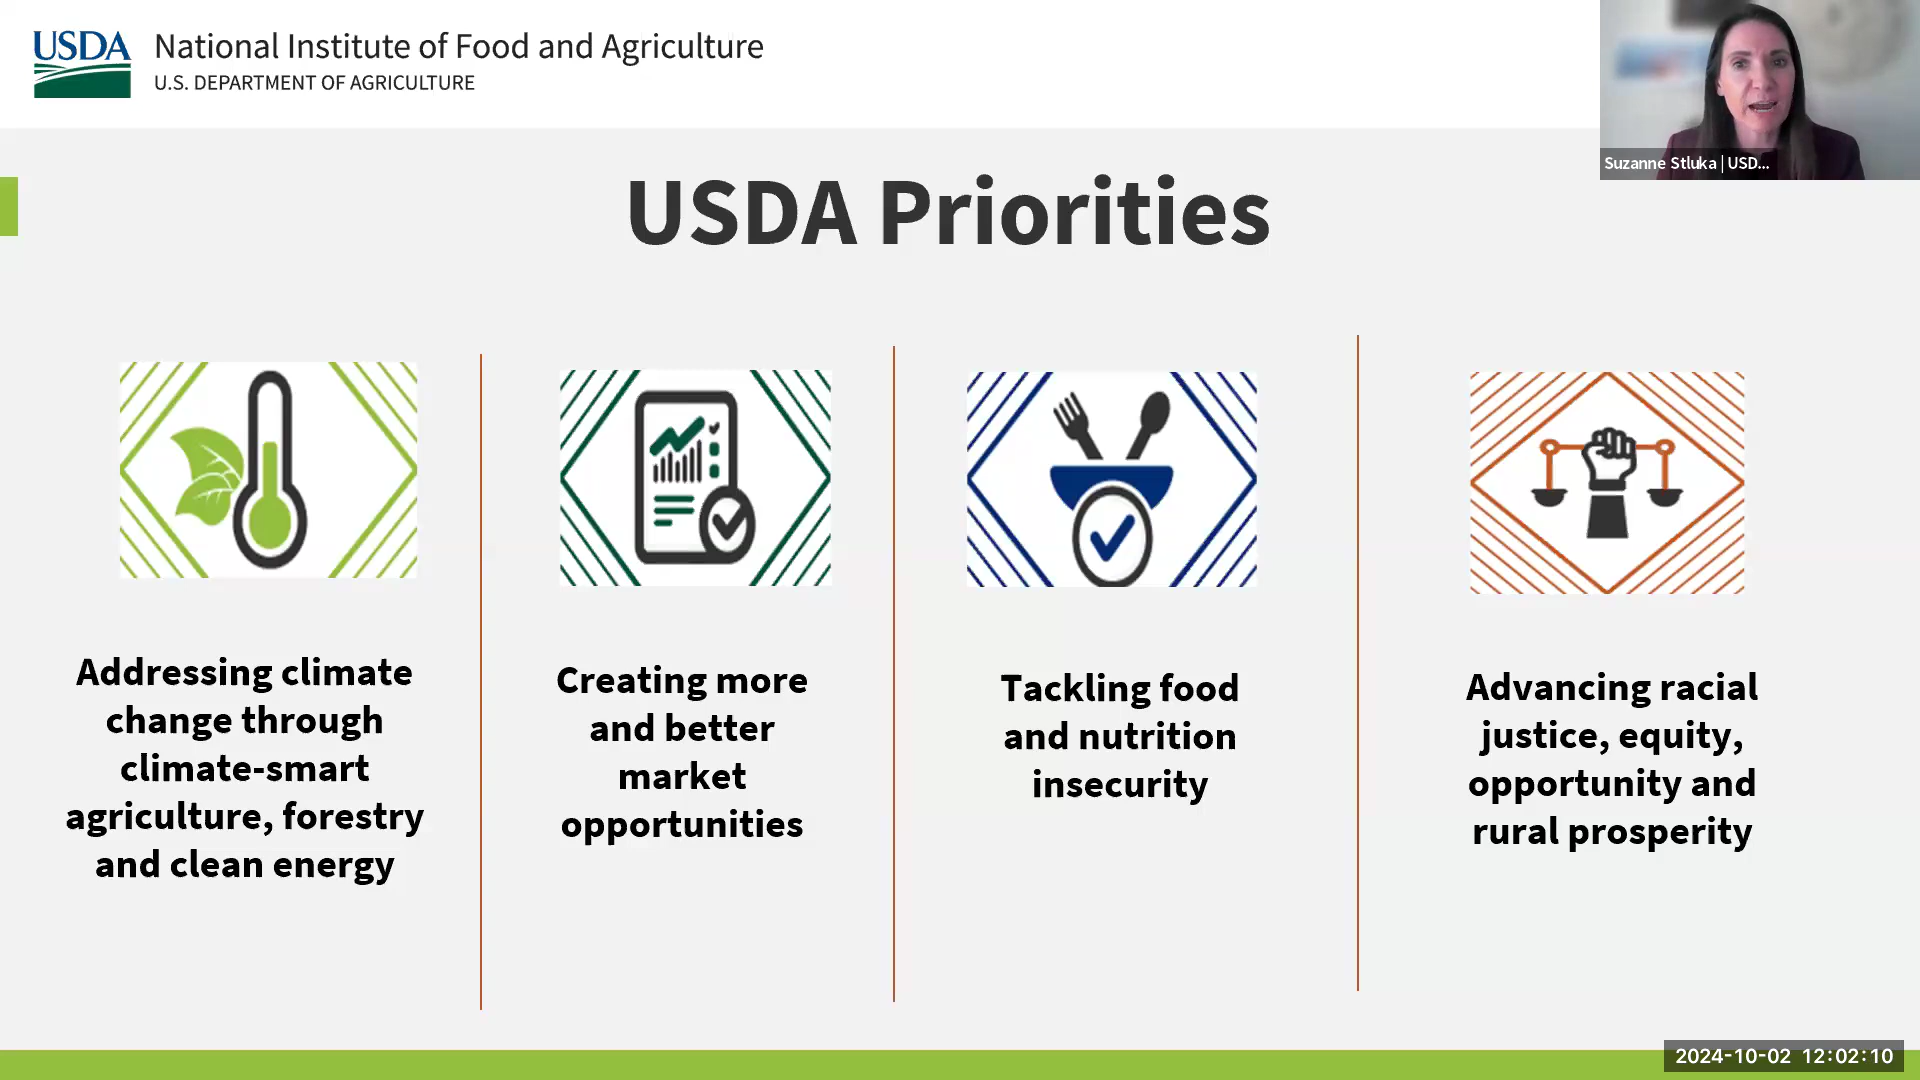 USDA
National Institute of Food and Agriculture
U.S. DEPARTMENT OF AGRICULTURE
Suzanne Stluka | USD...
USDA Priorities
Addressing climate
change through
climate-smart
agriculture, forestry
and clean energy
Creating more
and better
market
opportunities
Tackling food
and nutrition
insecurity
Advancing racial
justice, equity,
opportunity and
rural prosperity
2024-10-02 12:02:10